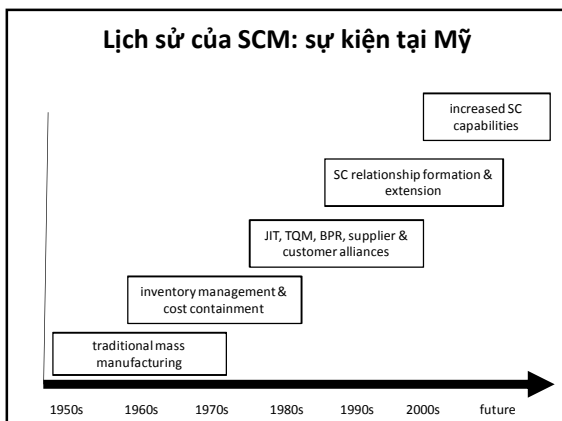 Lịch sử của SCM: sự kiện tại Mỹ
increased SC
capabilities
SC relationship formation &
extension
JIT, TQM, BPR, supplier &
customer alliances
inventory management &
cost containment
traditional mass
manufacturing
1950s 1960s 1970s 1980s 1990s 2000s future